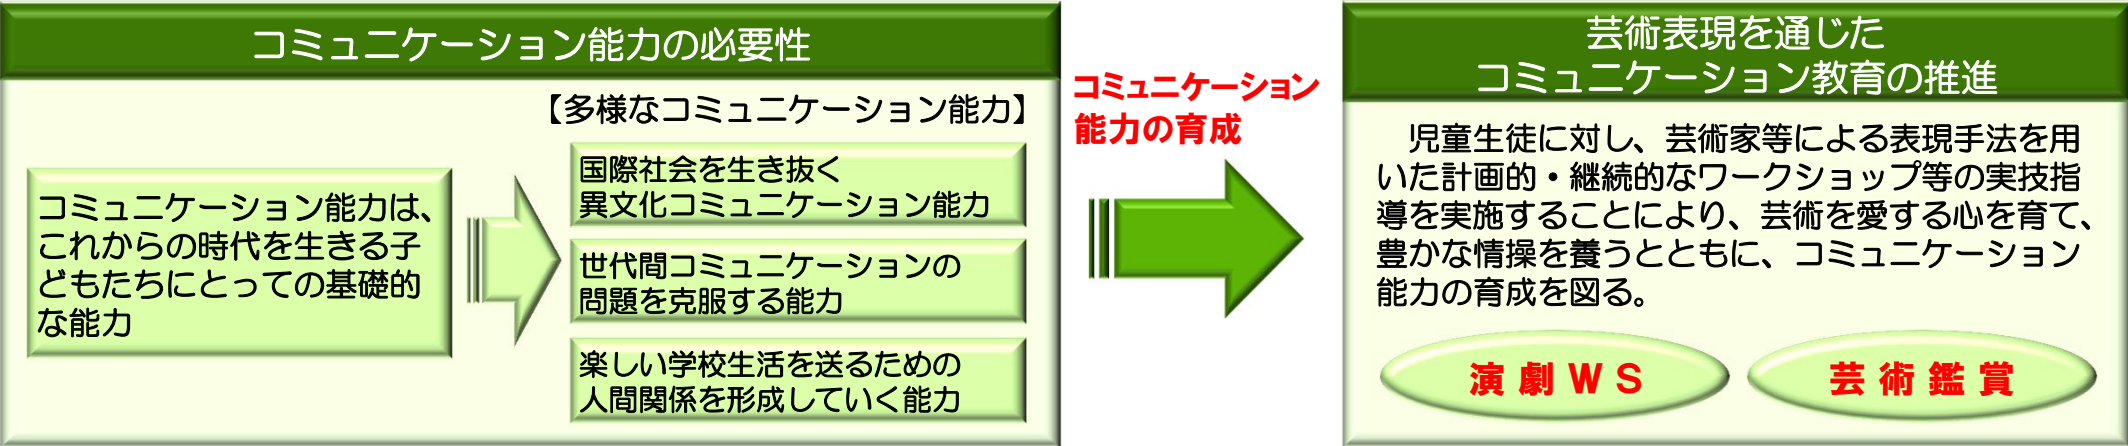 コミュニケーション能力の必要性
【多様なコミュニケーション能力】
コミュニケーション能力は、
これからの時代を生きる子
どもたちにとっての基礎的
な能力
国際社会を生き抜く
異文化コミュニケーション能力
世代間コミュニケーションの
問題を克服する能力
楽しい学校生活を送るための
人間関係を形成していく能力
コミュニケーション
能力の育成
芸術表現を通じた
コミュニケーション教育の推進
児童生徒に対し、芸術家等による表現手法を用
いた計画的・継続的なワークショップ等の実技指
導を実施することにより、芸術を愛する心を育て、
豊かな情操を養うとともに、コミュニケーション
能力の育成を図る。
演劇ＷＳ
芸術鑑賞